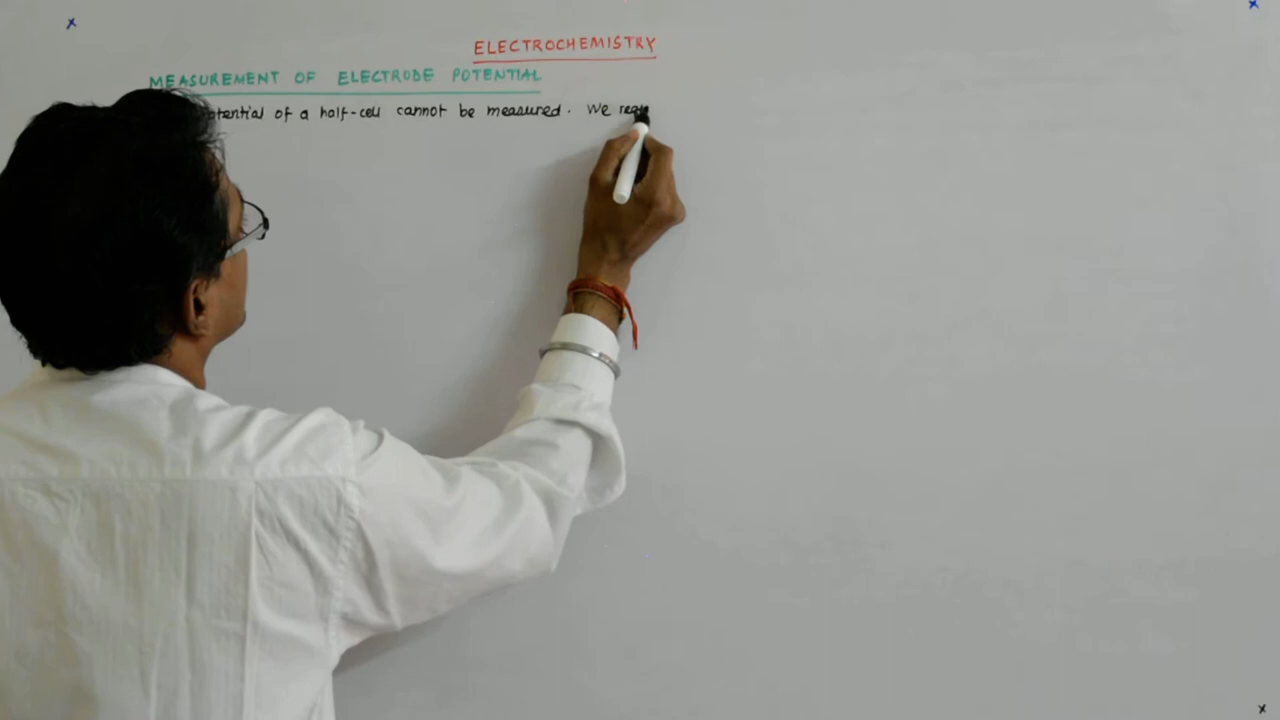 ELECTROCHEMISTRY
MEASUREMENT OF ELECTRODE POTENTIAL
of a half-cell cannot be measured. We